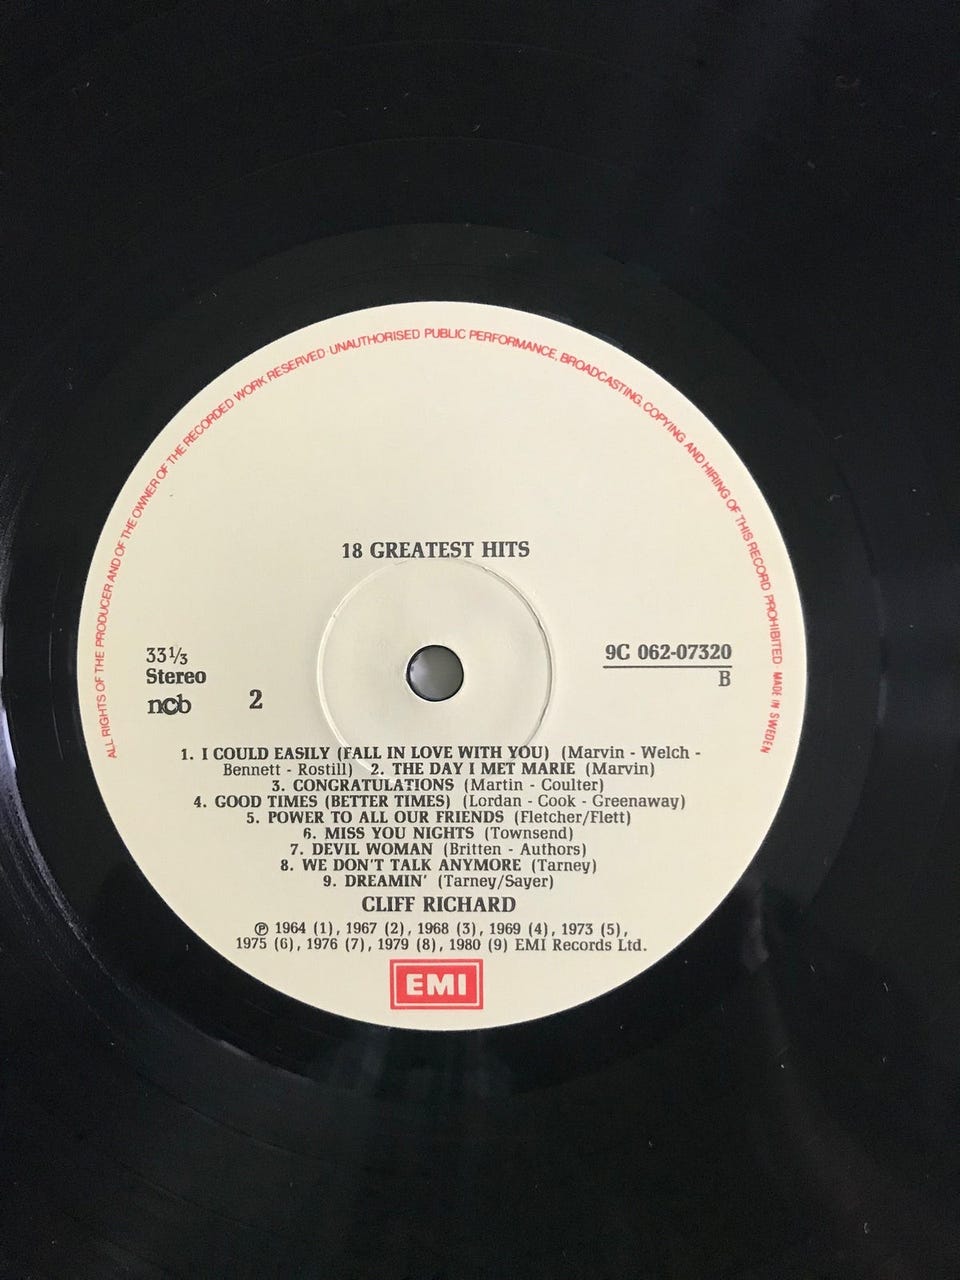 ALL RIGHTS OF THE PRODUCER AND OF THE OWNER OF THE RECORDED WORK RESERVED · UNAUTHORISED PUBLIC PERFORMANCE, BROADCASTING, COPYING AND HIRING OF THIS RECORD PROHIBITED · MADE IN SWEDEN
18 GREATEST HITS
33⅓
Stereo
ncb
2
9C 062-07320
B
1. I COULD EASILY (FALL IN LOVE WITH YOU) (Marvin - Welch -
Bennett - Rostill) 2. THE DAY I MET MARIE (Marvin)
3. CONGRATULATIONS (Martin - Coulter)
4. GOOD TIMES (BETTER TIMES) (Lordan - Cook - Greenaway)
5. POWER TO ALL OUR FRIENDS (Fletcher/Flett)
6. MISS YOU NIGHTS (Townsend)
7. DEVIL WOMAN (Britten - Authors)
8. WE DON'T TALK ANYMORE (Tarney)
9. DREAMIN' (Tarney/Sayer)
CLIFF RICHARD
℗ 1964 (1), 1967 (2), 1968 (3), 1969 (4), 1973 (5),
1975 (6), 1976 (7), 1979 (8), 1980 (9) EMI Records Ltd.
EMI